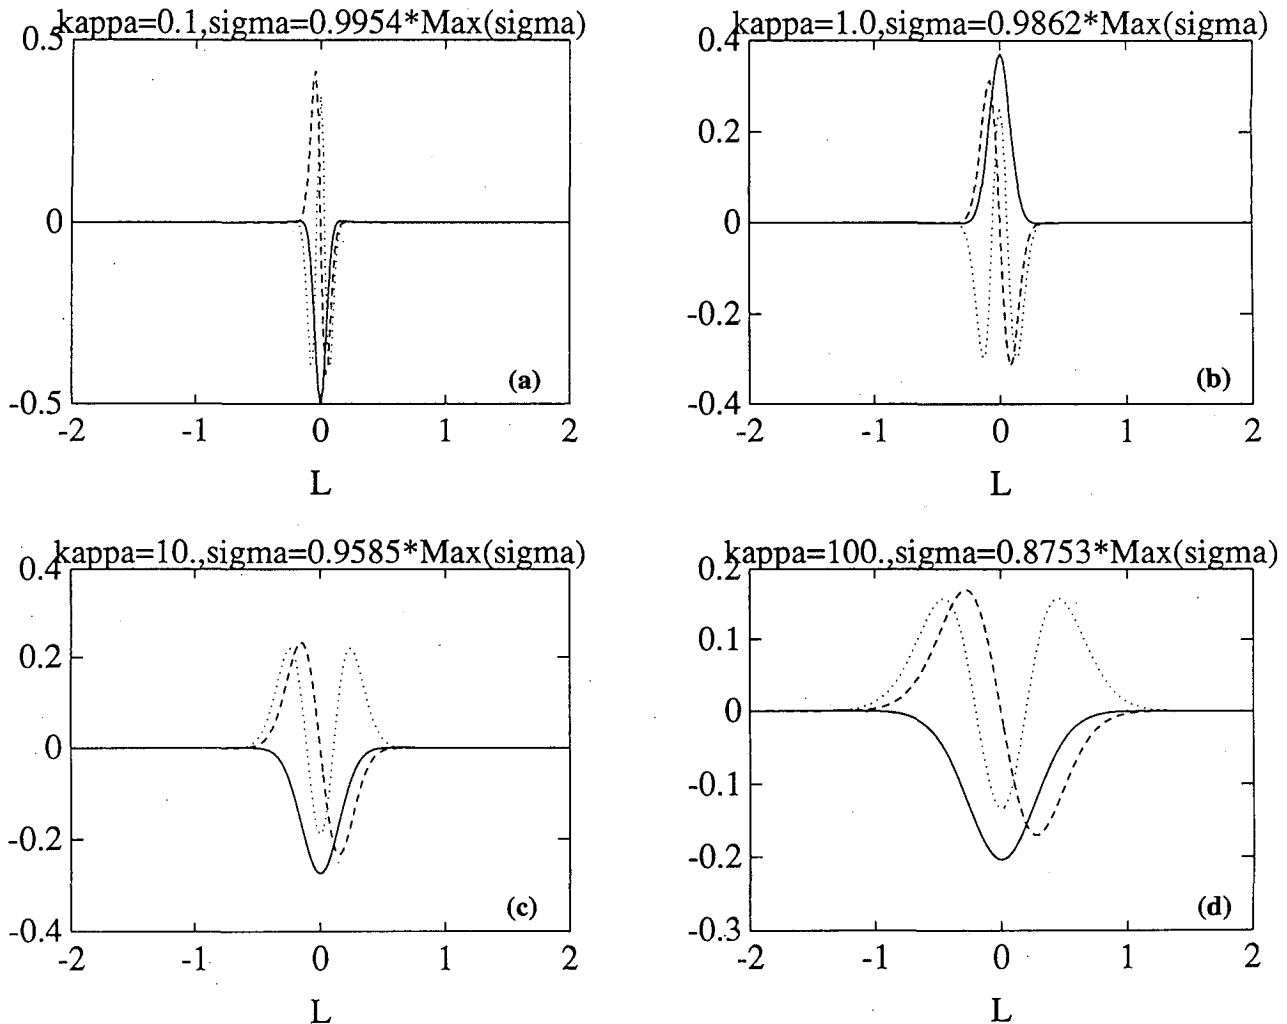 kappa=0.1,sigma=0.9954*Max(sigma)
0.5
0
-0.5
-2 -1 0 1 2
(a)
L
kappa=1.0,sigma=0.9862*Max(sigma)
0.4
0.2
0
-0.2
-0.4
-2 -1 0 1 2
(b)
L
kappa=10.,sigma=0.9585*Max(sigma)
0.4
0.2
0
-0.2
-0.4
-2 -1 0 1 2
(c)
L
kappa=100.,sigma=0.8753*Max(sigma)
0.2
0.1
0
-0.1
-0.2
-0.3
-2 -1 0 1 2
(d)
L